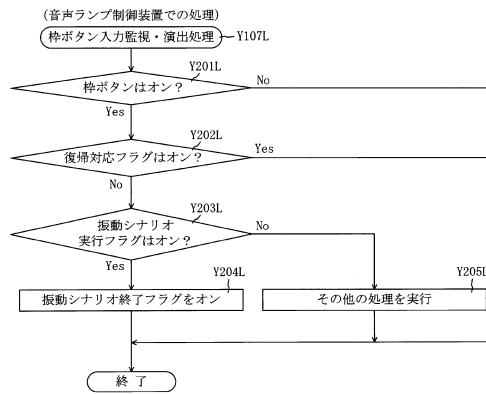 (音声ランプ制御装置での処理)
枠ボタン入力監視・演出処理
Y107L
Y201L
枠ボタンはオン?
No
Yes
Y202L
復帰対応フラグはオン?
Yes
No
Y203L
振動シナリオ
実行フラグはオン?
No
Yes
Y204L
Y205L
振動シナリオ終了フラグをオン
その他の処理を実行
終了